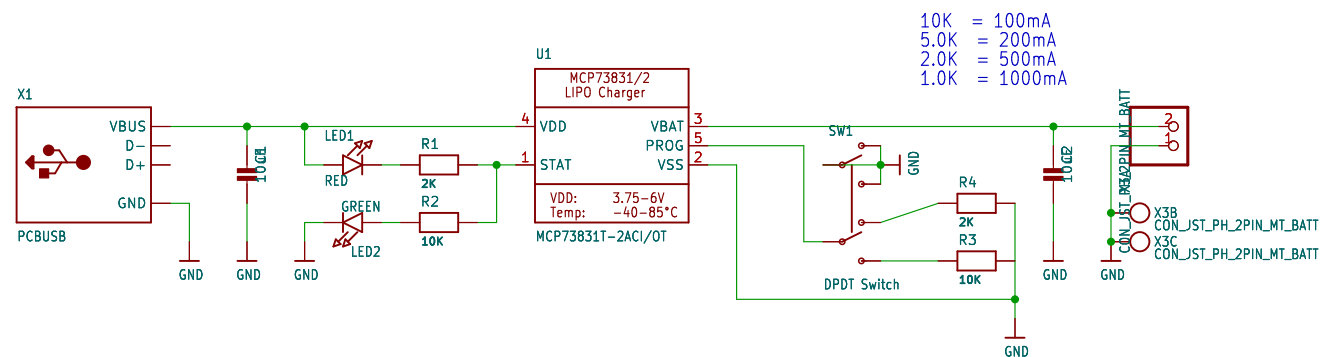 10K = 100mA
5.0K = 200mA
2.0K = 500mA
1.0K = 1000mA
X1
VBUS
D-
D+
GND
PCBUSB
GND
10uF
GND
LED1
RED
GREEN
LED2
GND
R1
2K
R2
10K
U1
MCP73831/2
LIPO Charger
4 VDD
1 STAT
VBAT 3
PROG 5
VSS 2
VDD: 3.75-6V
Temp: -40-85°C
MCP73831T-2ACI/OT
SW1
GND
DPDT Switch
R4
2K
R3
10K
GND
GND
CON_JST_PH_2PIN_MT_BATT
2
1
X3B
CON_JST_PH_2PIN_MT_BATT
X3C
CON_JST_PH_2PIN_MT_BATT
GND